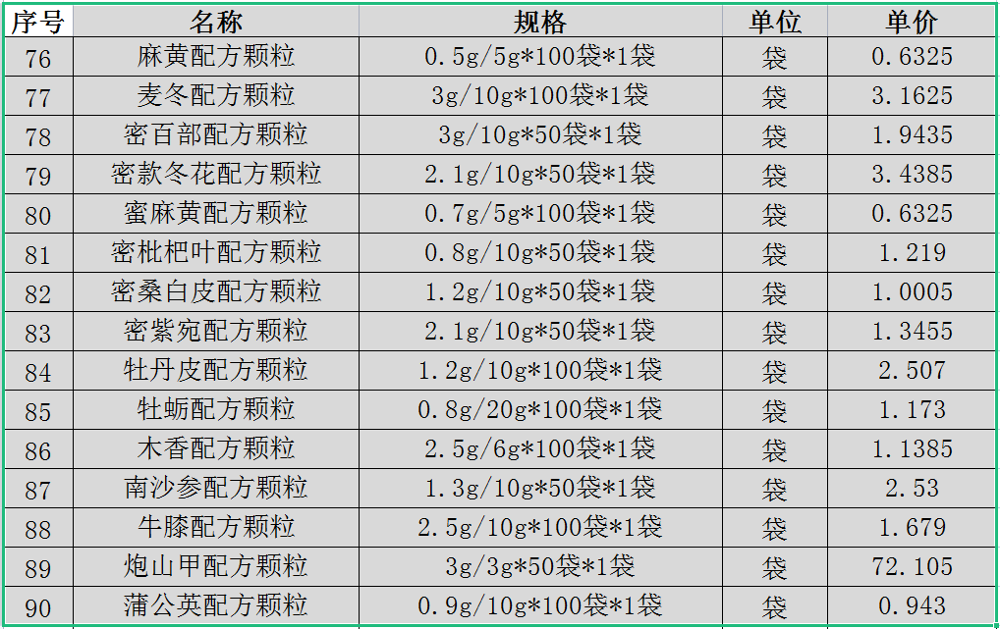 序号 名称 规格 单位 单价
76 麻黄配方颗粒 0.5g/5g*100袋*1袋 袋 0.6325
77 麦冬配方颗粒 3g/10g*100袋*1袋 袋 3.1625
78 密百部配方颗粒 3g/10g*50袋*1袋 袋 1.9435
79 密款冬花配方颗粒 2.1g/10g*50袋*1袋 袋 3.4385
80 蜜麻黄配方颗粒 0.7g/5g*100袋*1袋 袋 0.6325
81 密枇杷叶配方颗粒 0.8g/10g*50袋*1袋 袋 1.219
82 密桑白皮配方颗粒 1.2g/10g*50袋*1袋 袋 1.0005
83 密紫宛配方颗粒 2.1g/10g*50袋*1袋 袋 1.3455
84 牡丹皮配方颗粒 1.2g/10g*100袋*1袋 袋 2.507
85 牡蛎配方颗粒 0.8g/20g*100袋*1袋 袋 1.173
86 木香配方颗粒 2.5g/6g*100袋*1袋 袋 1.1385
87 南沙参配方颗粒 1.3g/10g*50袋*1袋 袋 2.53
88 牛膝配方颗粒 2.5g/10g*100袋*1袋 袋 1.679
89 炮山甲配方颗粒 3g/3g*50袋*1袋 袋 72.105
90 蒲公英配方颗粒 0.9g/10g*100袋*1袋 袋 0.943